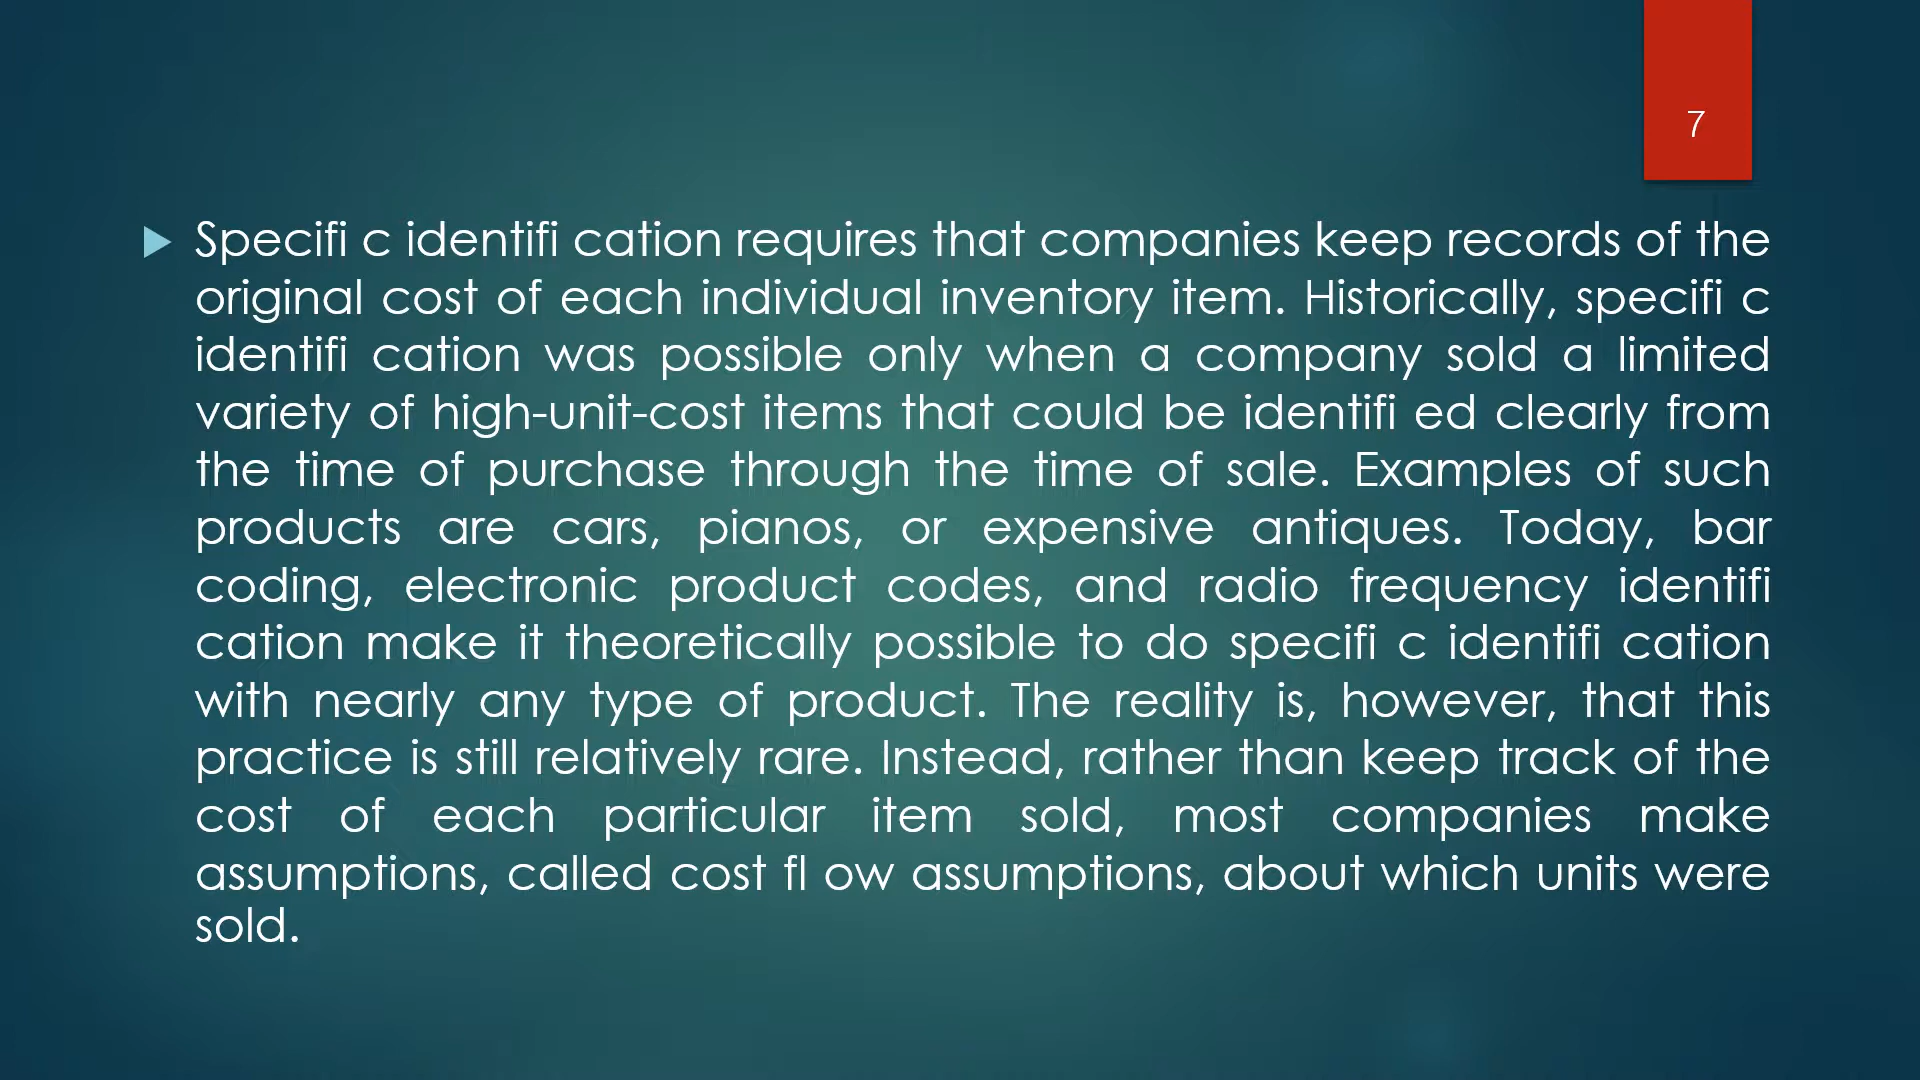 7
Specifi c identifi cation requires that companies keep records of the
original cost of each individual inventory item. Historically, specifi c
identifi cation was possible only when a company sold a limited
variety of high-unit-cost items that could be identifi ed clearly from
the time of purchase through the time of sale. Examples of such
products are cars, pianos, or expensive antiques. Today, bar
coding, electronic product codes, and radio frequency identifi
cation make it theoretically possible to do specifi c identifi cation
with nearly any type of product. The reality is, however, that this
practice is still relatively rare. Instead, rather than keep track of the
cost of each particular item sold, most companies make
assumptions, called cost fl ow assumptions, about which units were
sold.